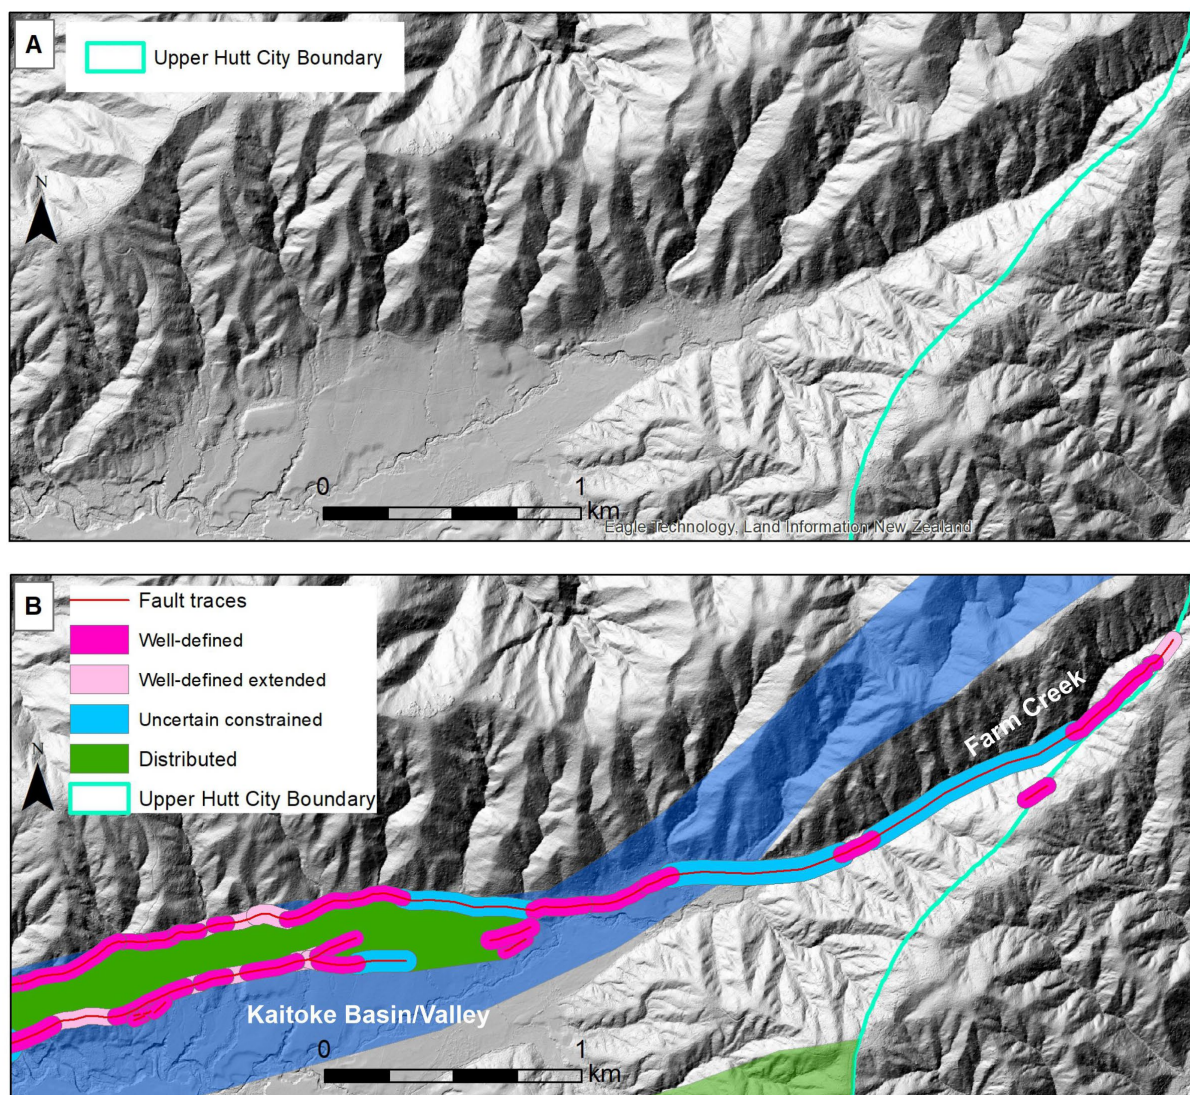 A
Upper Hutt City Boundary
N
0
1
km
Eagle Technology, Land Information New Zealand
B
Fault traces
Well-defined
Well-defined extended
Uncertain constrained
Distributed
Upper Hutt City Boundary
N
Farm Creek
Kaitoke Basin/Valley
0
1
km